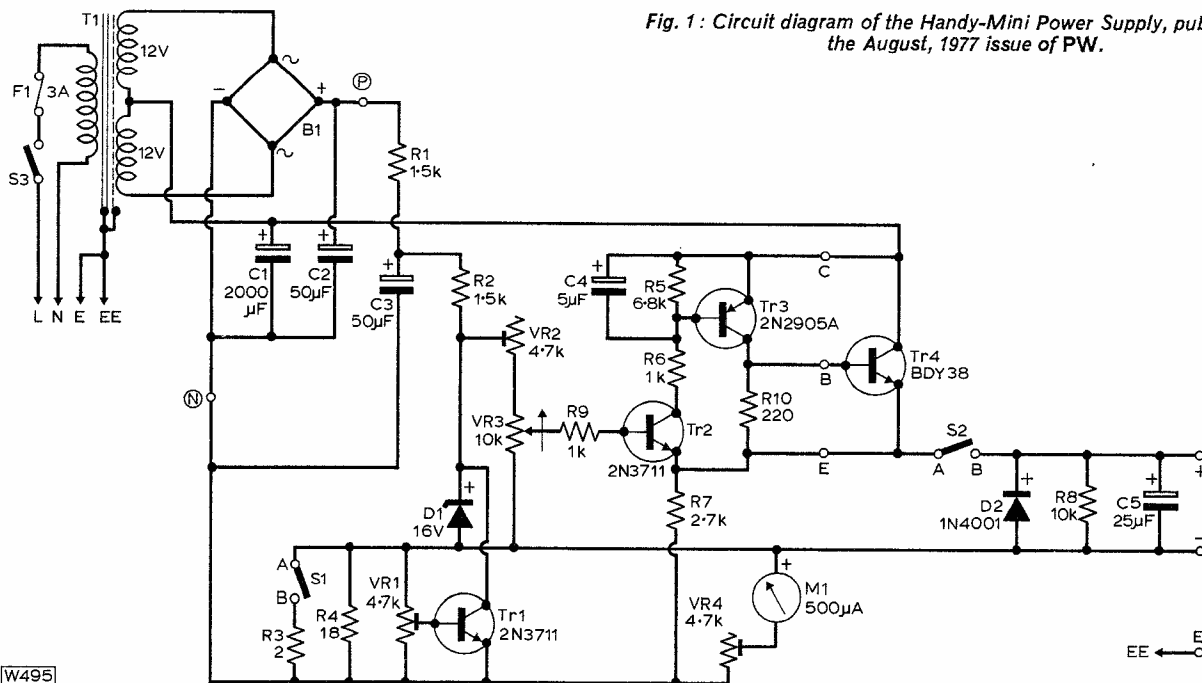 Fig. 1 : Circuit diagram of the Handy-Mini Power Supply, pub
the August, 1977 issue of PW.
T1
12V
12V
F1
3A
S3
L N E EE
~
~
−
+
B1
P
R1
1·5k
+
C1
2000
µF
+
C2
50µF
+
C3
50µF
R2
1·5k
VR2
4·7k
VR3
10k
R9
1k
+
C4
5µF
R5
6·8k
R6
1k
Tr2
2N3711
Tr3
2N2905A
C
B
E
R10
220
Tr4
BDY38
S2
A
B
N
+
D1
16V
R7
2·7k
+
D2
1N4001
R8
10k
+
C5
25µF
+
−
A
S1
B
R3
2
R4
18
VR1
4·7k
Tr1
2N3711
VR4
4·7k
+
M1
500µA
EE
E
W495